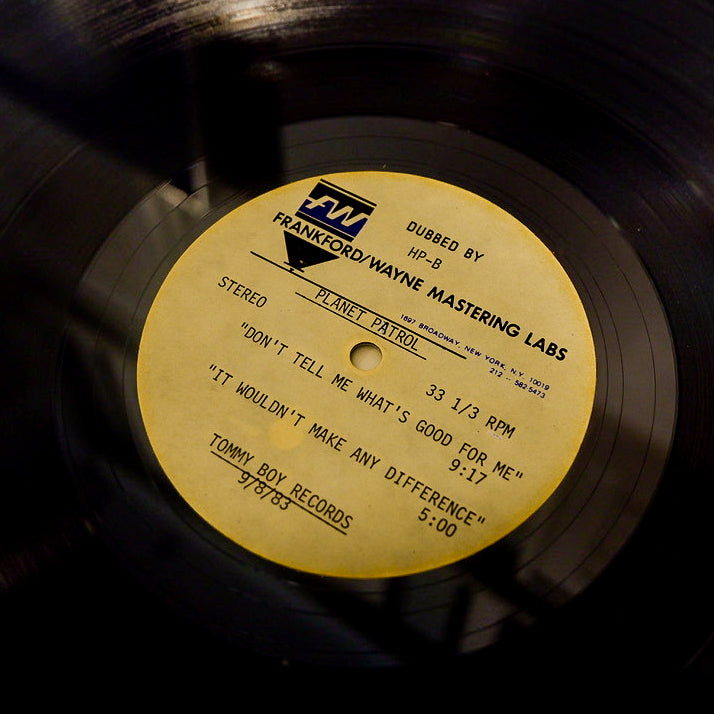 FW
FRANKFORD/WAYNE MASTERING LABS
1697 BROADWAY, NEW YORK, N.Y. 10019
212 - 582-5473
DUBBED BY
HP-B
STEREO
PLANET PATROL
33 1/3 RPM
"DON'T TELL ME WHAT'S GOOD FOR ME"
9:17
"IT WOULDN'T MAKE ANY DIFFERENCE"
5:00
TOMMY BOY RECORDS
9/8/83